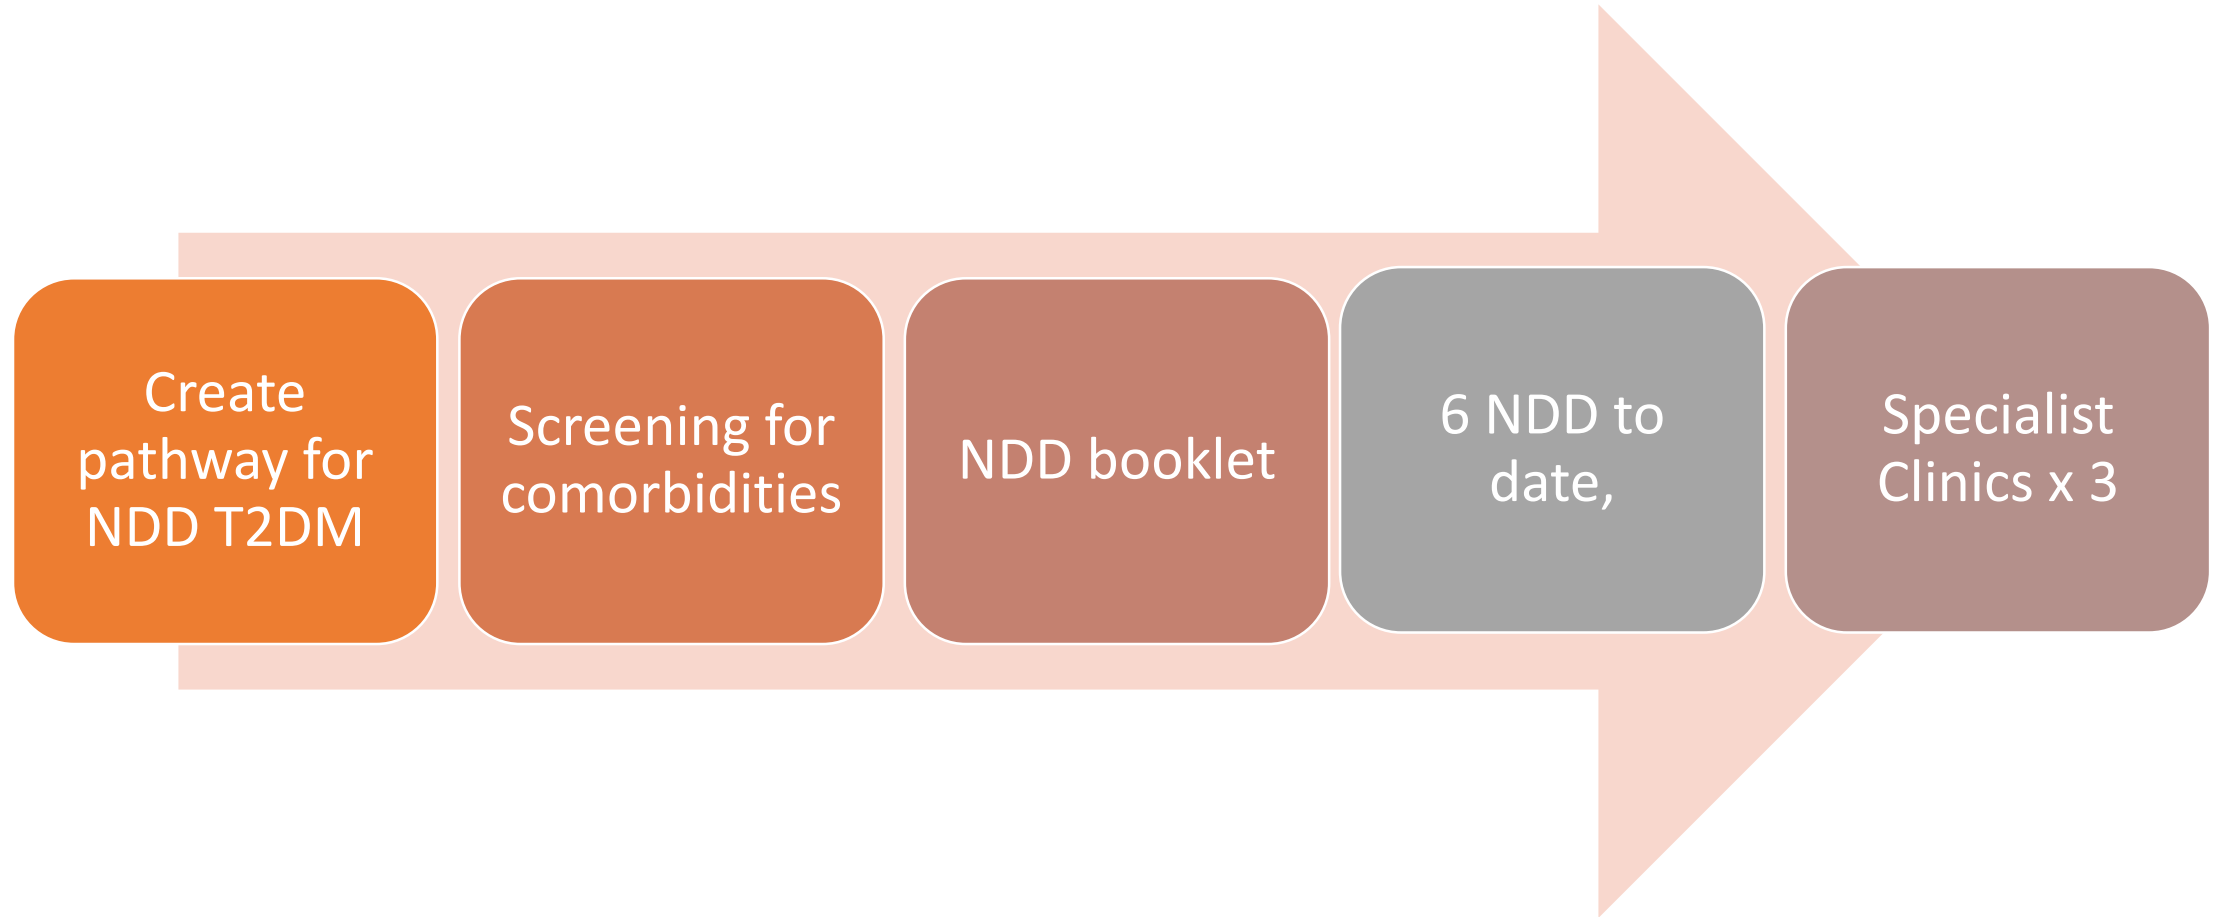 Create
pathway for
NDD T2DM
Screening for
comorbidities
NDD booklet
6 NDD to
date,
Specialist
Clinics x 3